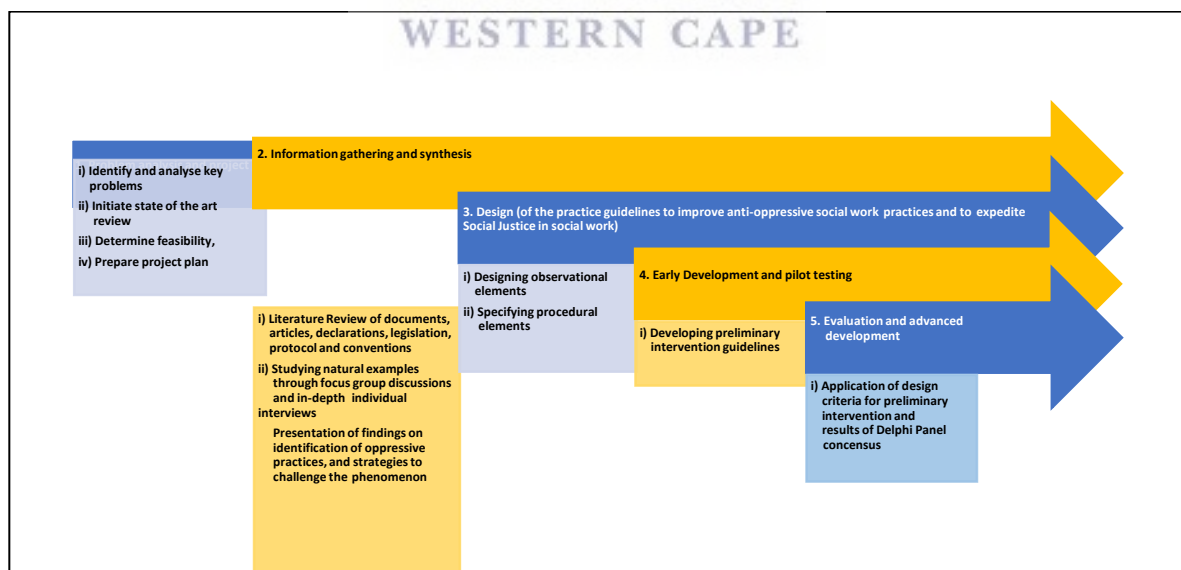 WESTERN CAPE
i) Identify and analyse key
problems
ii) Initiate state of the art
review
iii) Determine feasibility,
iv) Prepare project plan
2. Information gathering and synthesis
i) Literature Review of documents,
articles, declarations, legislation,
protocol and conventions
ii) Studying natural examples
through focus group discussions
and in-depth individual
interviews
Presentation of findings on
identification of oppressive
practices, and strategies to
challenge the phenomenon
3. Design (of the practice guidelines to improve anti-oppressive social work practices and to expedite
Social Justice in social work)
i) Designing observational
elements
ii) Specifying procedural
elements
4. Early Development and pilot testing
i) Developing preliminary
intervention guidelines
5. Evaluation and advanced
development
i) Application of design
criteria for preliminary
intervention and
results of Delphi Panel
concensus